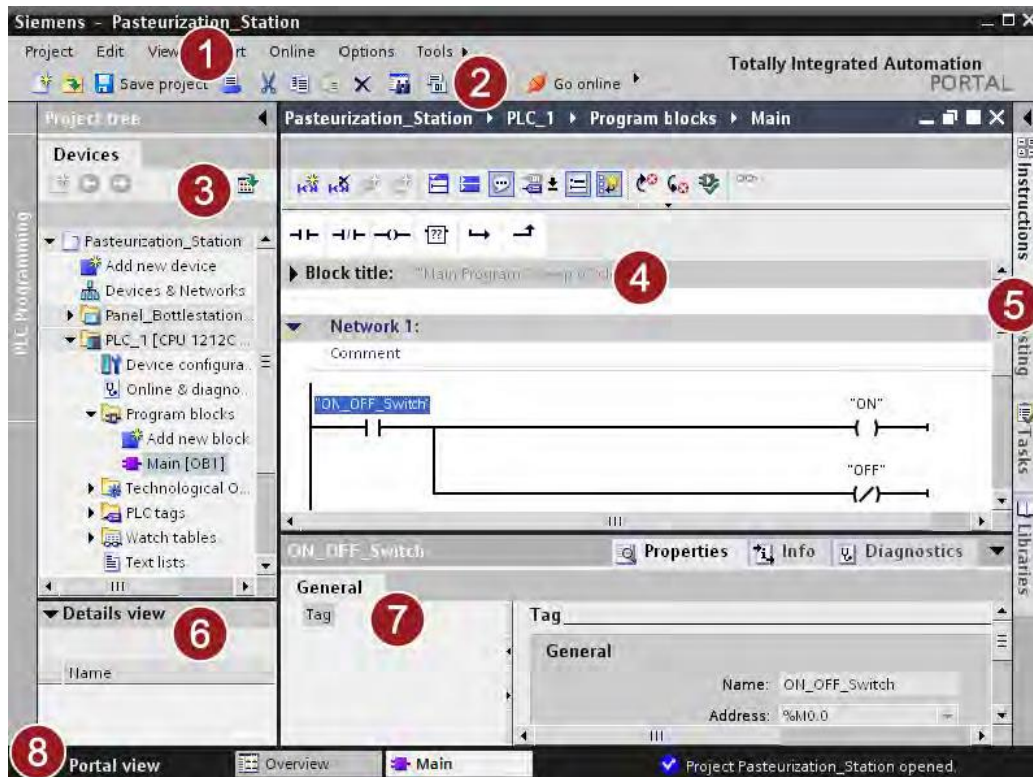 Siemens - Pasteurization_Station
Project Edit View Online Options Tools
Totally Integrated Automation
PORTAL
Save project
Go online
1
2
Project tree
Pasteurization_Station PLC_1 Program blocks Main
Devices
3
PLC Programming
Pasteurization_Station
Add new device
Devices & Networks
Panel_Bottlestation...
PLC_1 [CPU 1212C ...
Device configura..
Online & diagno..
Program blocks
Add new block
Main [OB1]
Technological O...
PLC tags
Watch tables
Text lists
Block title: "Main Program
4
Network 1:
Comment
"ON_OFF_Switch"
"ON"
"OFF"
Instructions
5
Tasks
Libraries
ON_OFF_Switch
Properties Info Diagnostics
General
Tag
7
Tag
General
Name: ON_OFF_Switch
Address: %M0.0
Details view
6
Name
8
Portal view
Overview
Main
Project Pasteurization_Station opened.